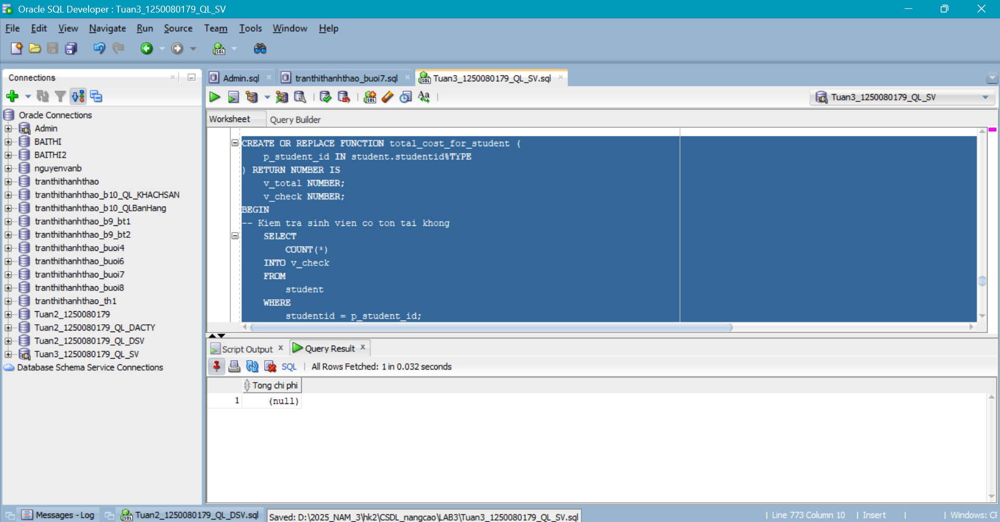 Oracle SQL Developer : Tuan3_1250080179_QL_SV
File Edit View Navigate Run Source Team Tools Window Help
Connections
Oracle Connections
Admin
BAITHI
BAITHI2
nguyenvanb
tranthithanhthao
tranthithanhthao_b10_QL_KHACHSAN
tranthithanhthao_b10_QLBanHang
tranthithanhthao_b9_bt1
tranthithanhthao_b9_bt2
tranthithanhthao_buoi4
tranthithanhthao_buoi6
tranthithanhthao_buoi7
tranthithanhthao_buoi8
tranthithanhthao_th1
Tuan2_1250080179
Tuan2_1250080179_QL_DACTY
Tuan2_1250080179_QL_DSV
Tuan3_1250080179_QL_SV
Database Schema Service Connections
Admin.sql tranthithanhthao_buoi7.sql Tuan3_1250080179_QL_SV.sql
Tuan3_1250080179_QL_SV
Worksheet Query Builder
CREATE OR REPLACE FUNCTION total_cost_for_student (
p_student_id IN student.studentid%TYPE
) RETURN NUMBER IS
v_total NUMBER;
v_check NUMBER;
BEGIN
-- Kiem tra sinh vien co ton tai khong
SELECT
COUNT(*)
INTO v_check
FROM
student
WHERE
studentid = p_student_id;
Script Output Query Result
SQL All Rows Fetched: 1 in 0.032 seconds
Tong chi phi
1 (null)
Messages - Log Tuan2_1250080179_QL_DSV.sql Saved: D:\2025_NAM_3\hk2\CSDL_nangcao\LAB3\Tuan3_1250080179_QL_SV.sql Line 773 Column 10 Insert Windows: